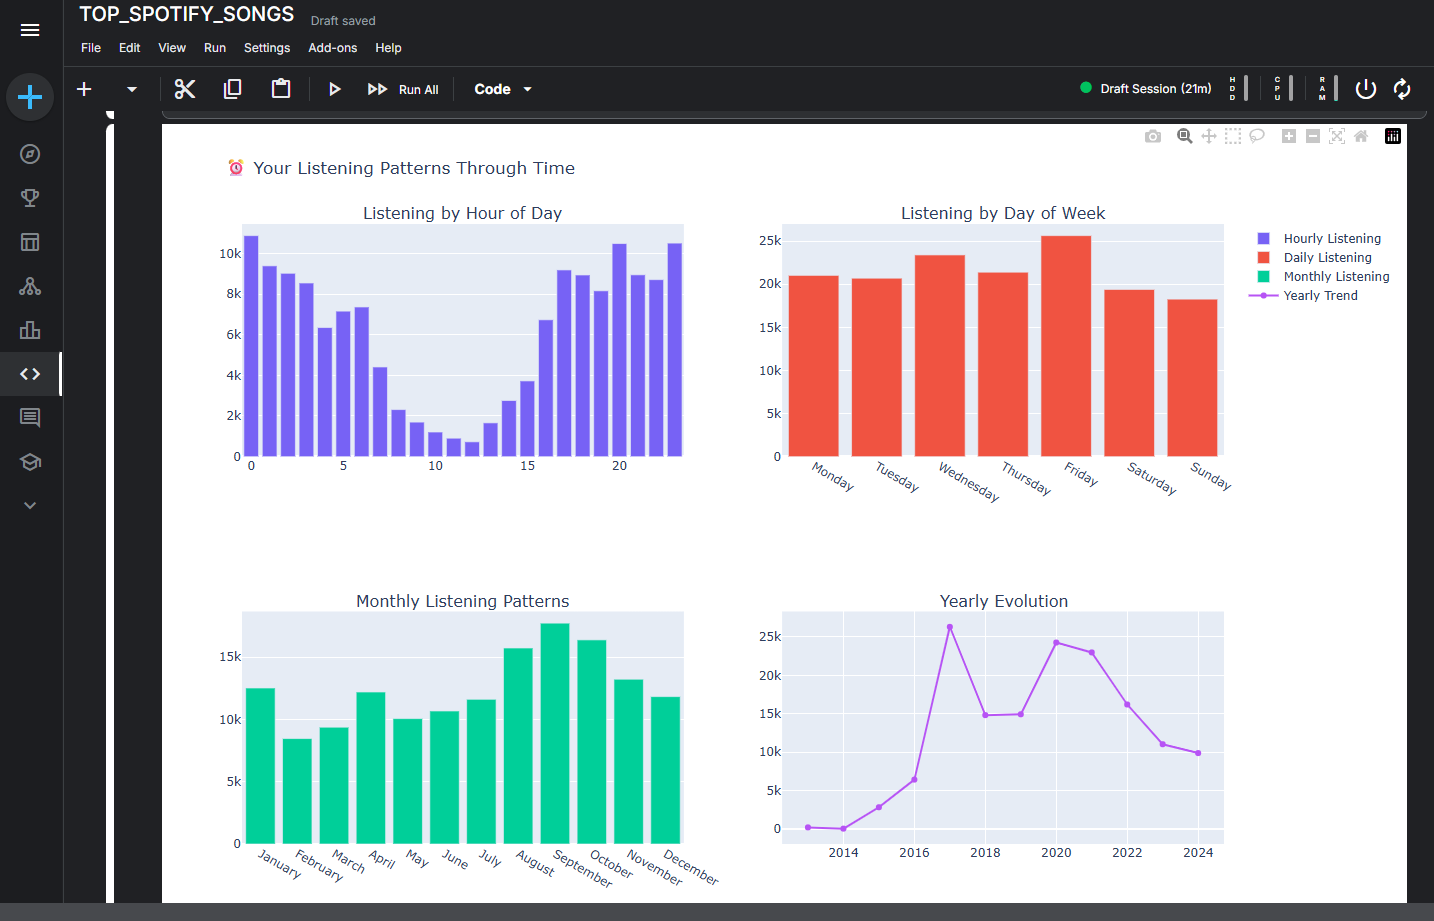 TOP_SPOTIFY_SONGS Draft saved
File Edit View Run Settings Add-ons Help
Run All Code Draft Session (21m) HDD CPU RAM
⏰ Your Listening Patterns Through Time
Listening by Hour of Day
10k
8k
6k
4k
2k
0
0 5 10 15 20
Listening by Day of Week
25k
20k
15k
10k
5k
0
Monday Tuesday Wednesday Thursday Friday Saturday Sunday
Hourly Listening
Daily Listening
Monthly Listening
Yearly Trend
Monthly Listening Patterns
15k
10k
5k
0
January February March April May June July August September October November December
Yearly Evolution
25k
20k
15k
10k
5k
0
2014 2016 2018 2020 2022 2024